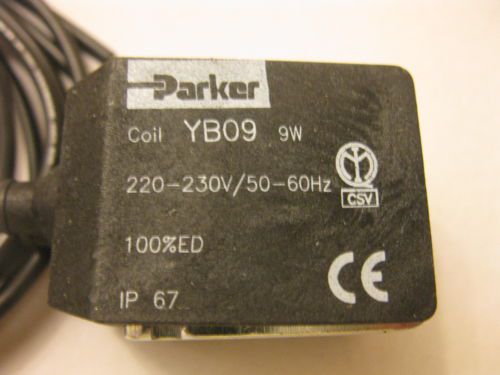 Parker
Coil YB09 9W
220-230V/50-60Hz
CSV
100%ED
CE
IP 67